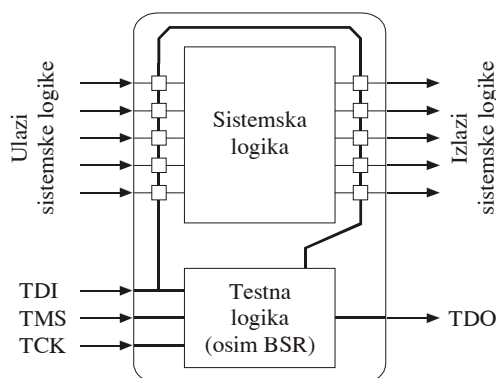 Ulazi
sistemske logike
Sistemska
logika
Izlazi
sistemske logike
TDI
TMS
TCK
Testna
logika
(osim BSR)
TDO